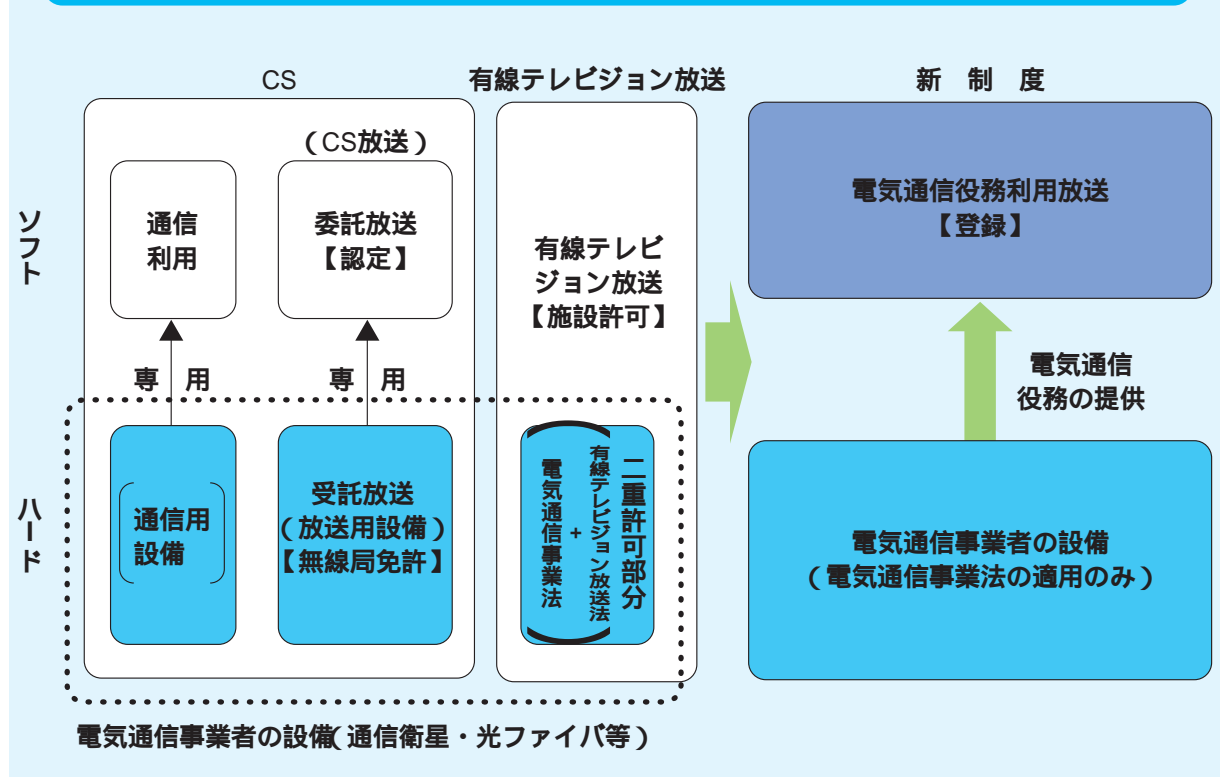 CS
有線テレビジョン放送
新制度
ソフト
(CS放送)
通信
利用
委託放送
【認定】
有線テレビ
ジョン放送
【施設許可】
電気通信役務利用放送
【登録】
専用
専用
電気通信
役務の提供
ハード
通信用
設備
受託放送
(放送用設備)
【無線局免許】
二重許可部分
有線テレビジョン放送法
+
電気通信事業法
電気通信事業者の設備
(電気通信事業法の適用のみ)
電気通信事業者の設備(通信衛星・光ファイバ等)